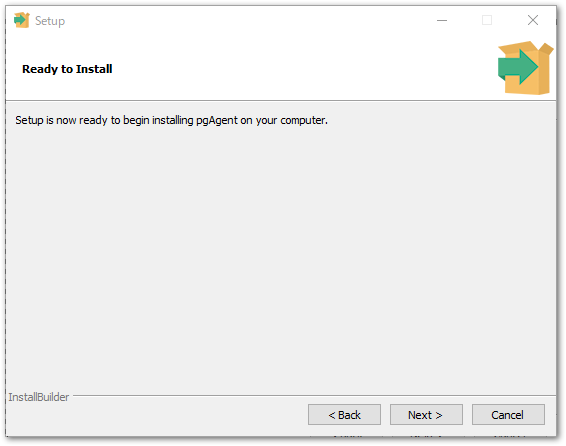 Setup
Ready to Install
Setup is now ready to begin installing pgAgent on your computer.
InstallBuilder
< Back
Next >
Cancel